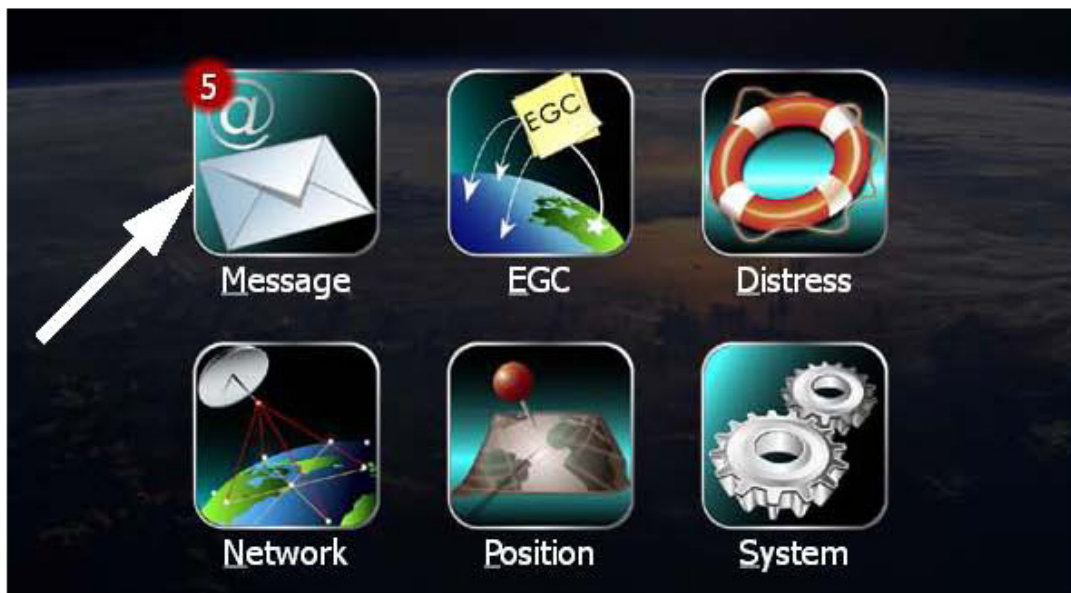 5
@
EGC
Message
EGC
Distress
Network
Position
System